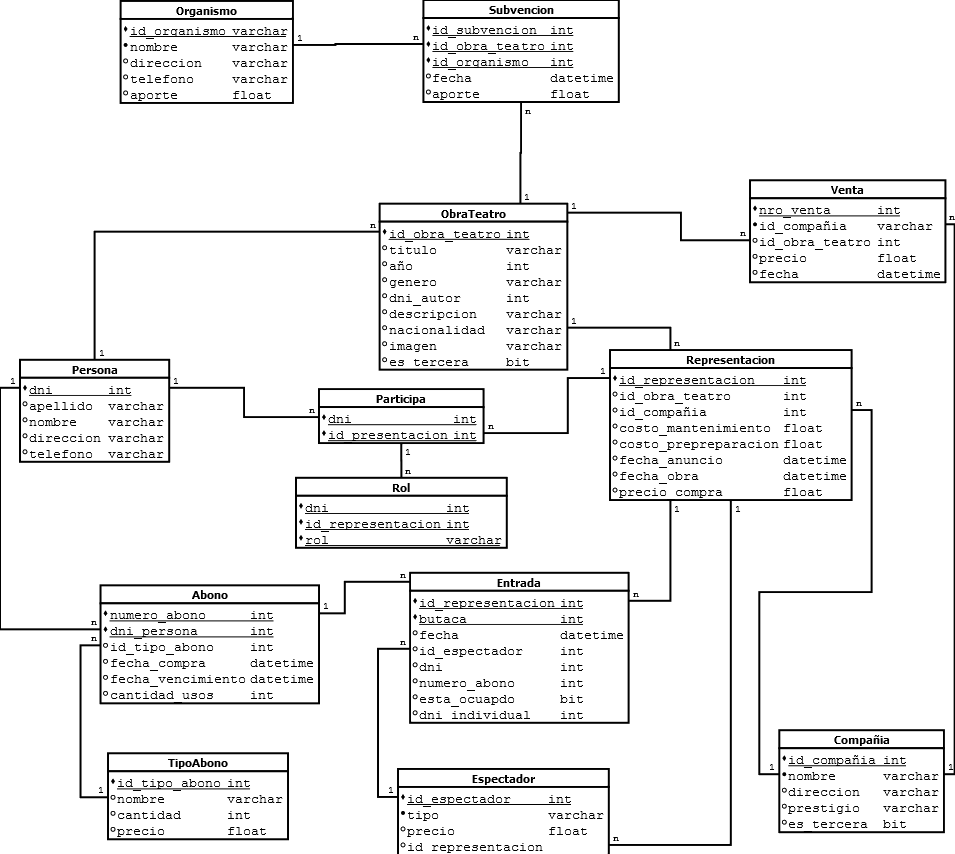 Organismo
id_organismo varchar
nombre varchar
direccion varchar
telefono varchar
aporte float
1
n
Subvencion
id_subvencion int
id_obra_teatro int
id_organismo int
fecha datetime
aporte float
n
1
ObraTeatro
id_obra_teatro int
titulo varchar
año int
genero varchar
dni_autor int
descripcion varchar
nacionalidad varchar
imagen varchar
es_tercera bit
n
1
1
n
1
n
Venta
nro_venta int
id_compañia varchar
id_obra_teatro int
precio float
fecha datetime
n
1
Persona
dni int
apellido varchar
nombre varchar
direccion varchar
telefono varchar
1
1
n
Participa
dni int
id_presentacion int
n
1
1
n
Rol
dni int
id_representacion int
rol varchar
Representacion
id_representacion int
id_obra_teatro int
id_compañia int
costo_mantenimiento float
costo_prepreparacion float
fecha_anuncio datetime
fecha_obra datetime
precio_compra float
n
1
1
1
Abono
numero_abono int
dni_persona int
id_tipo_abono int
fecha_compra datetime
fecha_vencimiento datetime
cantidad_usos int
n
n
1
n
Entrada
id_representacion int
butaca int
fecha datetime
id_espectador int
dni int
numero_abono int
esta_ocuapdo bit
dni_individual int
n
n
1
TipoAbono
id_tipo_abono int
nombre varchar
cantidad int
precio float
1
Espectador
id_espectador int
tipo varchar
precio float
id_representacion
n
Compañia
id_compañia int
nombre varchar
direccion varchar
prestigio varchar
es_tercera bit
1